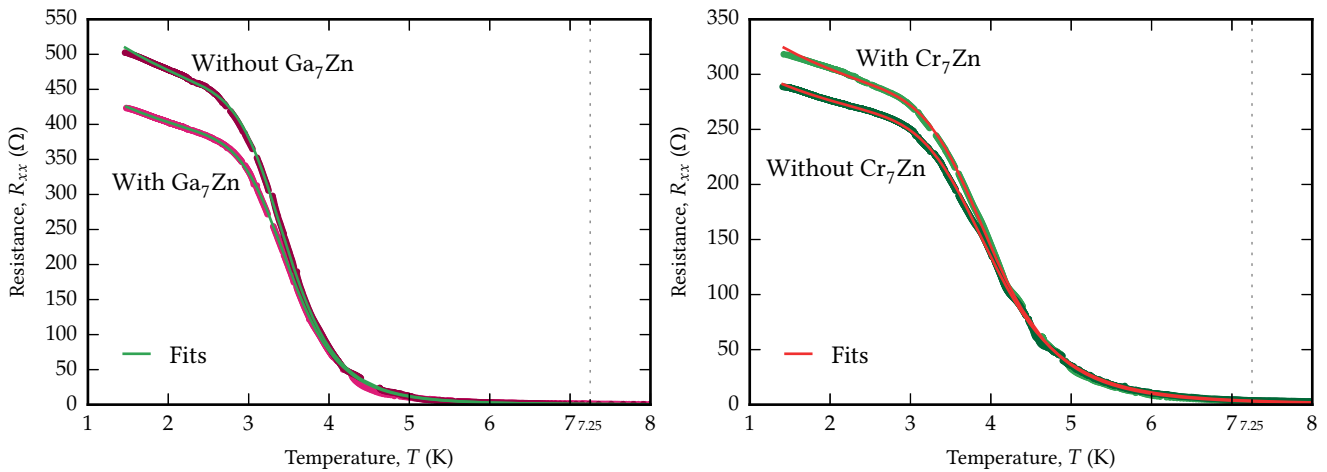 550
500
450
400
350
300
250
200
150
100
50
0
Resistance, Rₓₓ (Ω)
Without Ga₇Zn
With Ga₇Zn
Fits
1 2 3 4 5 6 7 7.25 8
Temperature, T (K)
350
300
250
200
150
100
50
0
Resistance, Rₓₓ (Ω)
With Cr₇Zn
Without Cr₇Zn
Fits
1 2 3 4 5 6 7 7.25 8
Temperature, T (K)